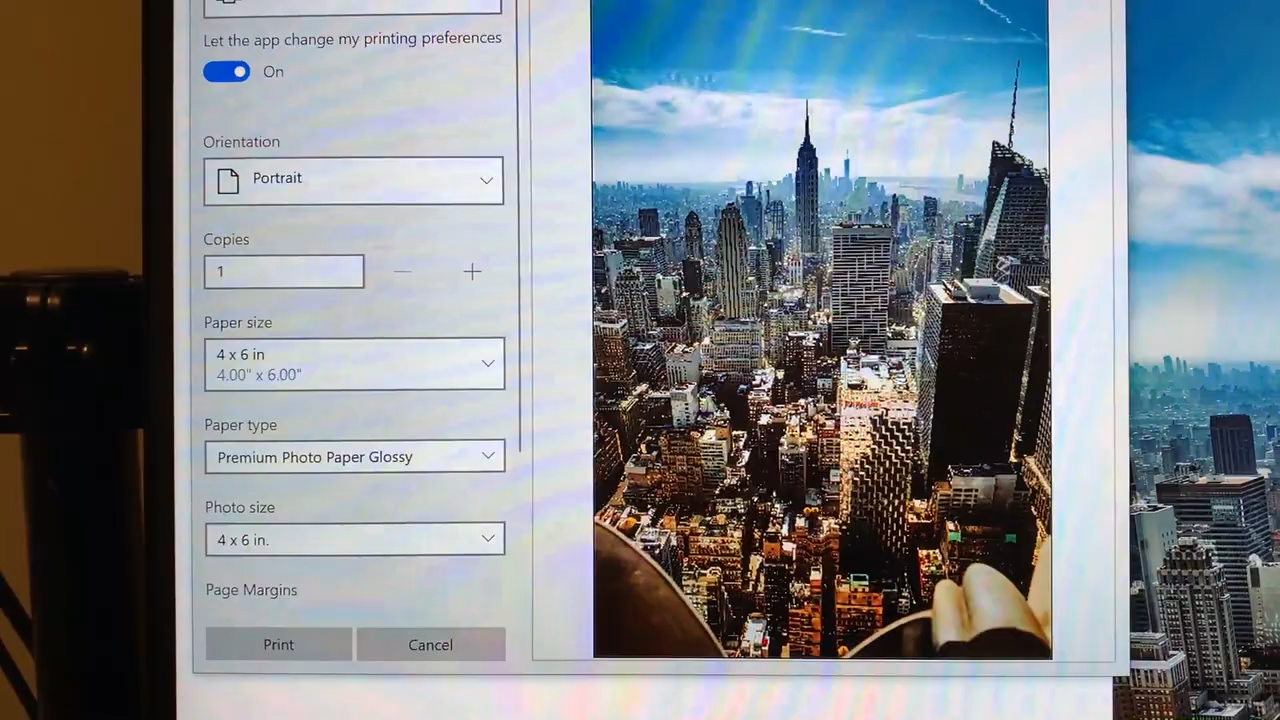 Let the app change my printing preferences
On
Orientation
Portrait
Copies
1
Paper size
4 x 6 in
4.00" x 6.00"
Paper type
Premium Photo Paper Glossy
Photo size
4 x 6 in.
Page Margins
Print
Cancel